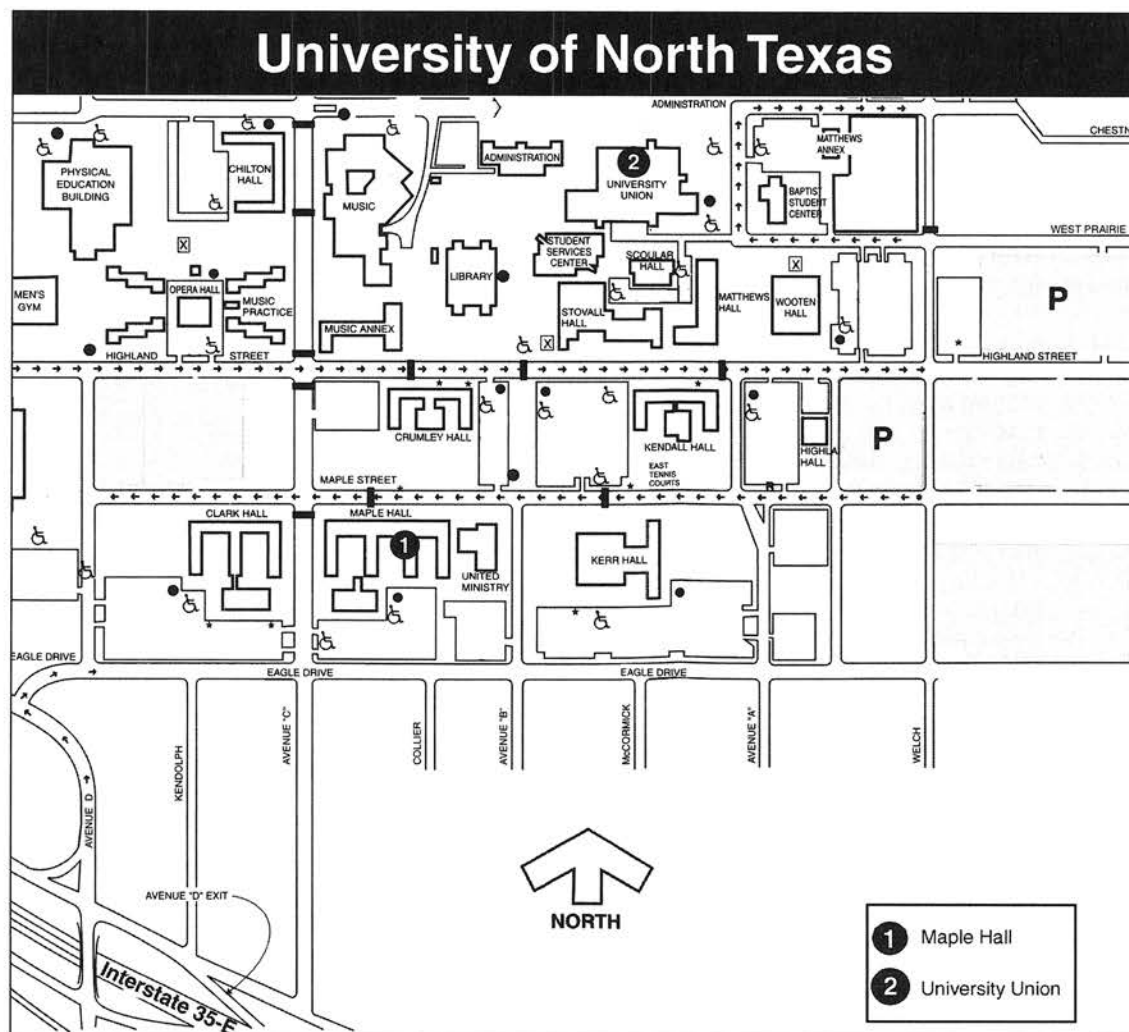 University of North Texas
ADMINISTRATION
CHESTN
MATTHEWS
ANNEX
PHYSICAL
EDUCATION
BUILDING
CHILTON
HALL
MUSIC
ADMINISTRATION
2
UNIVERSITY
UNION
BAPTIST
STUDENT
CENTER
WEST PRAIRIE
X
STUDENT
SERVICES
CENTER
SCOULAR
HALL
LIBRARY
X
MEN'S
GYM
OPERA HALL
MUSIC
PRACTICE
MUSIC ANNEX
STOVALL
HALL
MATTHEWS
HALL
WOOTEN
HALL
P
X
HIGHLAND
STREET
HIGHLAND STREET
CRUMLEY HALL
KENDALL HALL
HIGHLA
HALL
P
EAST
TENNIS
COURTS
MAPLE STREET
R
CLARK HALL
MAPLE HALL
1
UNITED
MINISTRY
KERR HALL
EAGLE DRIVE
EAGLE DRIVE
EAGLE DRIVE
KENDOLPH
AVENUE "C"
COLLIER
AVENUE "B"
McCORMICK
AVENUE "A"
WELCH
AVENUE D
AVENUE "D" EXIT
NORTH
Interstate 35-E
1 Maple Hall
2 University Union